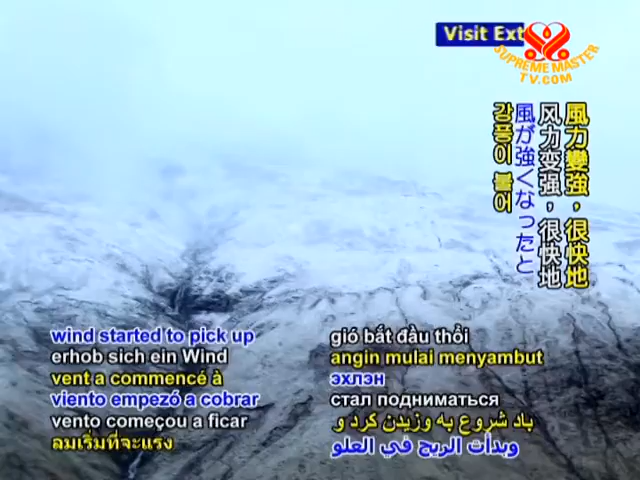 Visit Ext
SUPREME MASTER
TV.COM
風力變強，很快地
风力变强，很快地
風が強くなったと
강풍이 불어
wind started to pick up
erhob sich ein Wind
vent a commencé à
viento empezó a cobrar
vento começou a ficar
ลมเริ่มที่จะแรง
gió bắt đầu thổi
angin mulai menyambut
эхлэн
стал подниматься
باد شروع به وزیدن کرد و
وبدأت الريح في العلو